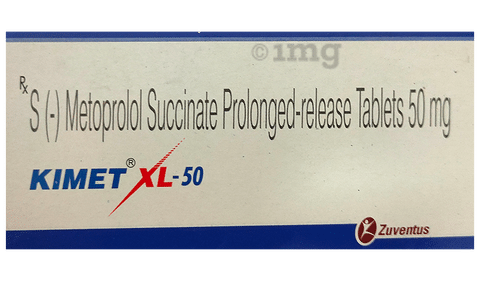 ©1mg
Rx S (-) Metoprolol Succinate Prolonged-release Tablets 50 mg
KIMET® XL-50
Zuventus